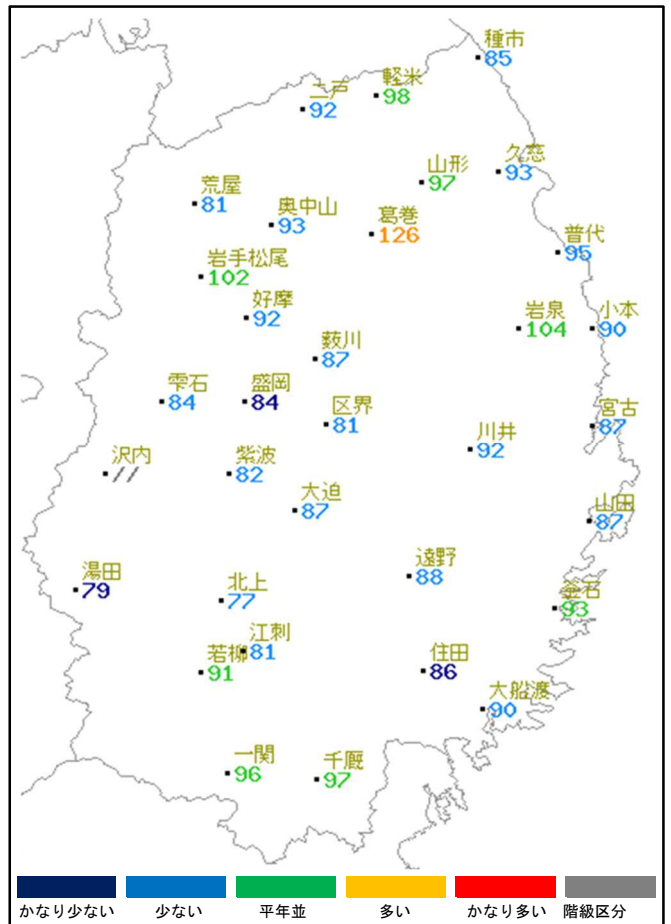 種市
85
軽米
98
二戸
92
久慈
93
山形
97
荒屋
81
奥中山
93
葛巻
126
普代
95
岩手松尾
102
好摩
92
岩泉
104
小本
90
薮川
87
雫石
84
盛岡
84
区界
81
宮古
87
川井
92
沢内
//
紫波
82
大迫
87
山田
87
湯田
79
北上
77
遠野
88
釜石
93
江刺
81
若柳
91
住田
86
大船渡
90
一関
96
千厩
97
かなり少ない 少ない 平年並 多い かなり多い 階級区分